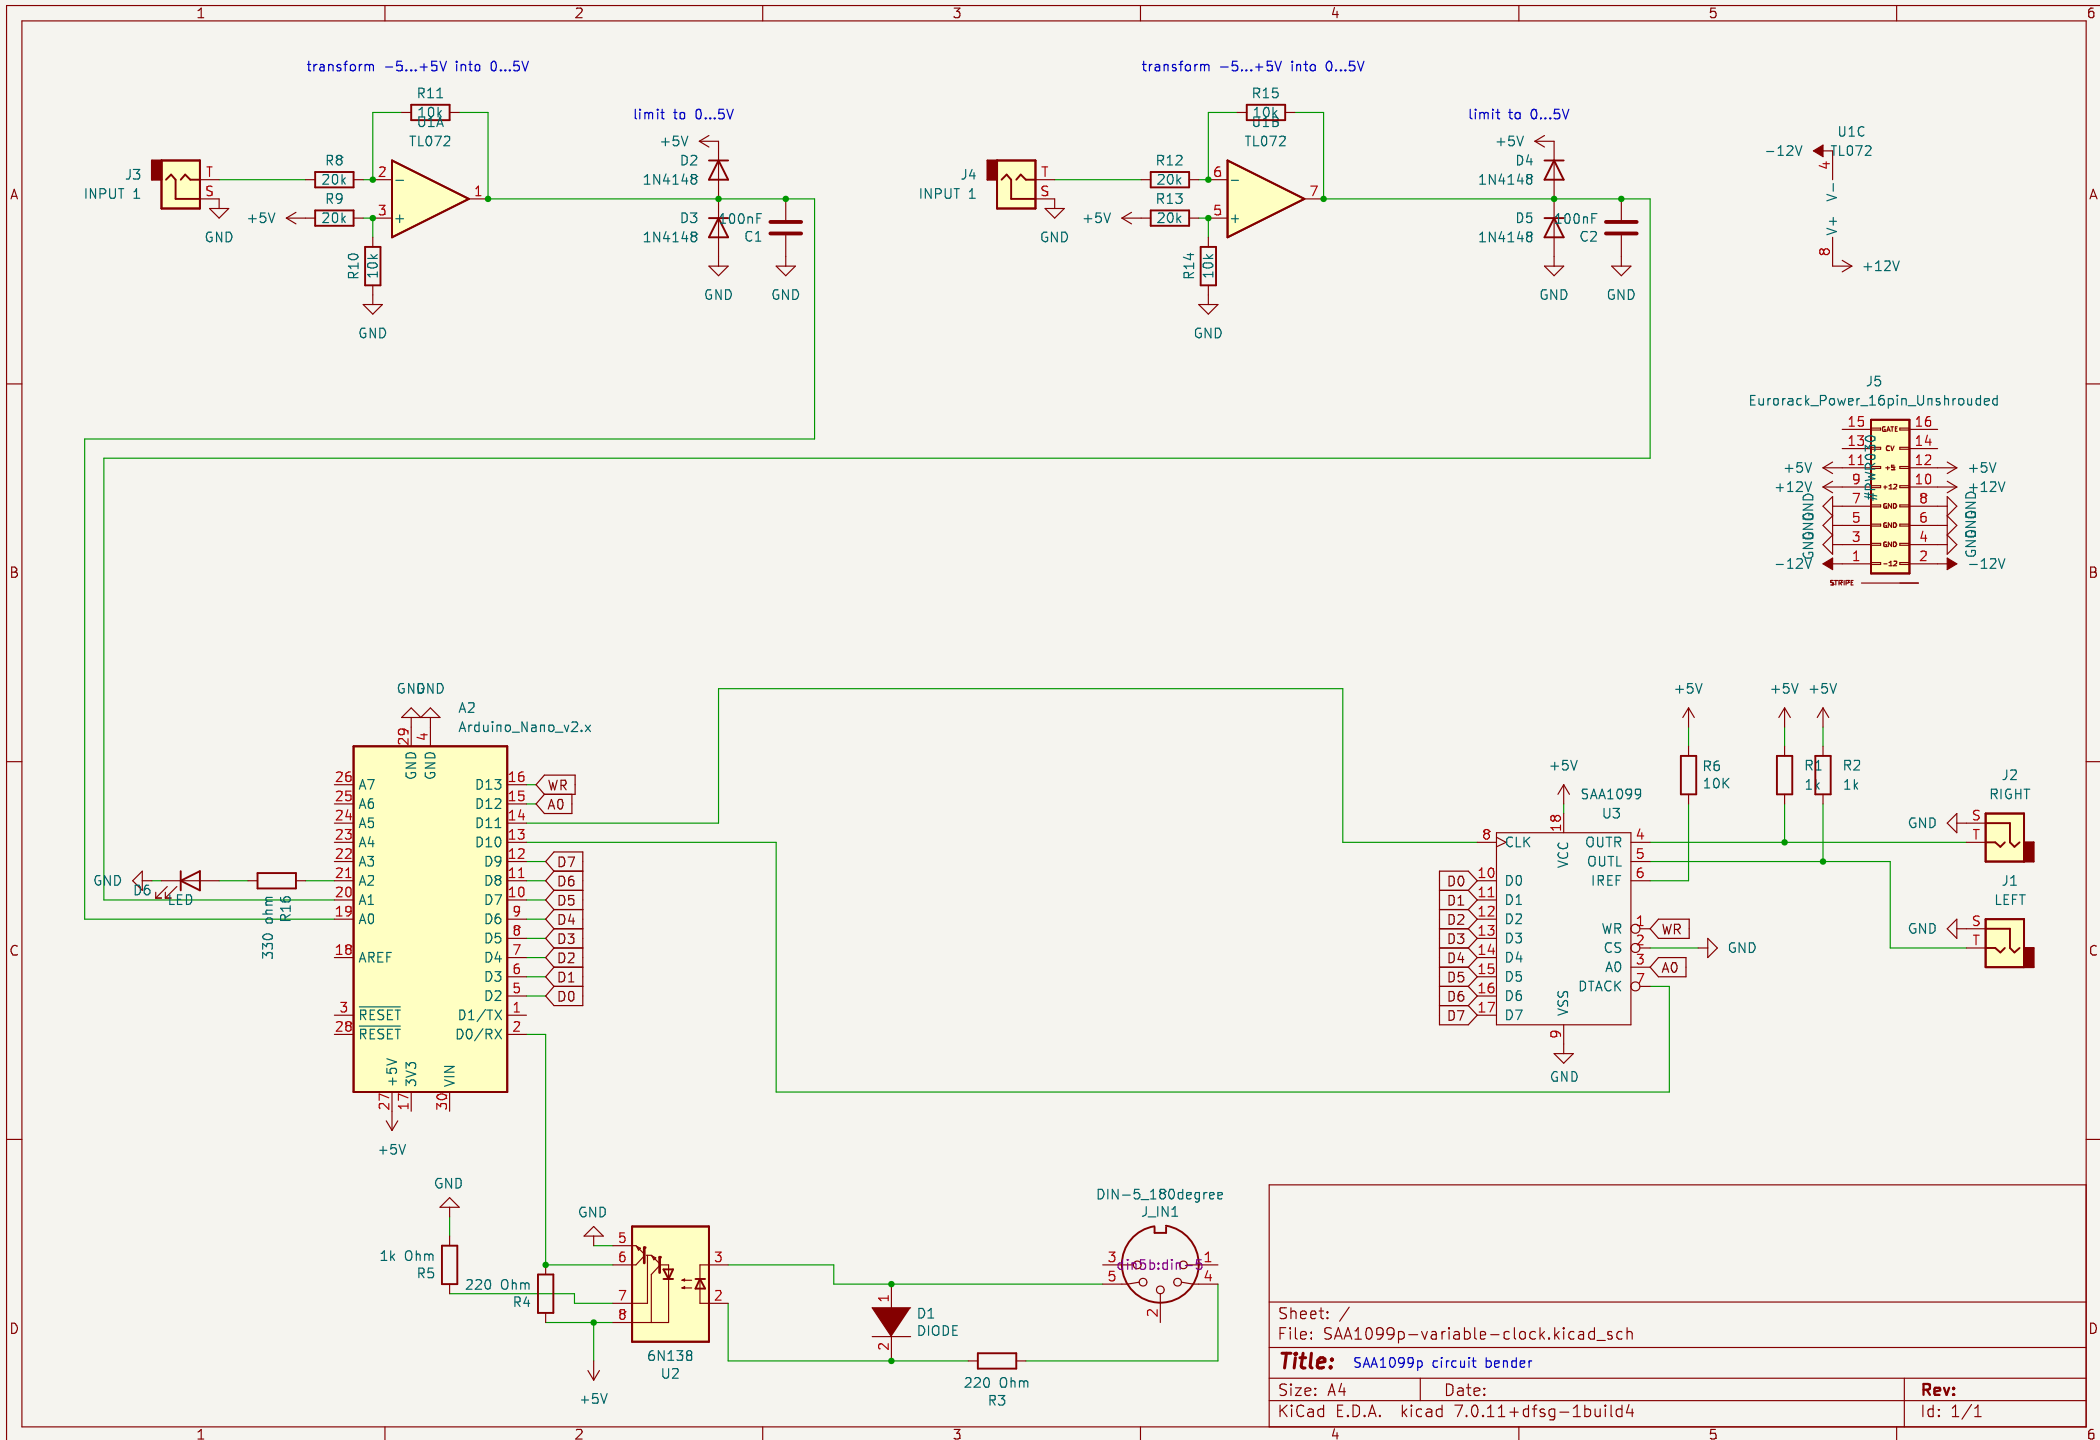 1 2 3 4 5 6
transform -5...+5V into 0...5V
transform -5...+5V into 0...5V
R11
10k
U1A
TL072
limit to 0...5V
+5V
D2
1N4148
J3
INPUT 1
T
S
GND
R8
20k
R9
20k
+5V
2
3
-
+
1
R10
10k
GND
D3
1N4148
GND
100nF
C1
GND
R15
10k
U1B
TL072
limit to 0...5V
+5V
D4
1N4148
J4
INPUT 1
T
S
GND
R12
20k
R13
20k
+5V
6
5
-
+
7
R14
10k
GND
D5
1N4148
GND
100nF
C2
GND
U1C
TL072
-12V
4
V-
V+
8
+12V
A
A
J5
Eurorack_Power_16pin_Unshrouded
15 GATE 16
13 CV 14
+5V 11 +5 12 +5V
+12V 9 +12 10 +12V
GND 7 GND 8 GND
GND 5 GND 6 GND
GND 3 GND 4 GND
-12V 1 -12 2 -12V
#PWR030
STRIPE
B
B
GND
GND
29
4
GND
GND
A2
Arduino_Nano_v2.x
26 A7
25 A6
24 A5
23 A4
22 A3
21 A2
20 A1
19 A0
18 AREF
3 RESET
28 RESET
D13 16 WR
D12 15 A0
D11 14
D10 13
D9 12 D7
D8 11 D6
D7 10 D5
D6 9 D4
D5 8 D3
D4 7 D2
D3 6 D1
D2 5 D0
D1/TX 1
D0/RX 2
+5V
3V3
VIN
27
17
30
+5V
GND
D6
LED
330 ohm
R16
+5V
18
VCC
SAA1099
U3
8 CLK
D0 10 D0
D1 11 D1
D2 12 D2
D3 13 D3
D4 14 D4
D5 15 D5
D6 16 D6
D7 17 D7
OUTR 4
OUTL 5
IREF 6
WR 1 WR
CS 2 GND
A0 3 A0
DTACK 7
VSS
9
GND
+5V
R6
10K
+5V
R1
1k
+5V
R2
1k
J2
RIGHT
GND
S
T
J1
LEFT
GND
S
T
C
C
GND
1k Ohm
R5
220 Ohm
R4
GND
5
6
7
8
3
2
6N138
U2
+5V
1
D1
DIODE
2
220 Ohm
R3
DIN-5_180degree
J_IN1
3
5
din5b:din-5
1
4
2
D
D
Sheet: /
File: SAA1099p-variable-clock.kicad_sch
Title: SAA1099p circuit bender
Size: A4 Date: Rev:
KiCad E.D.A. kicad 7.0.11+dfsg-1build4 Id: 1/1
1 2 3 4 5 6